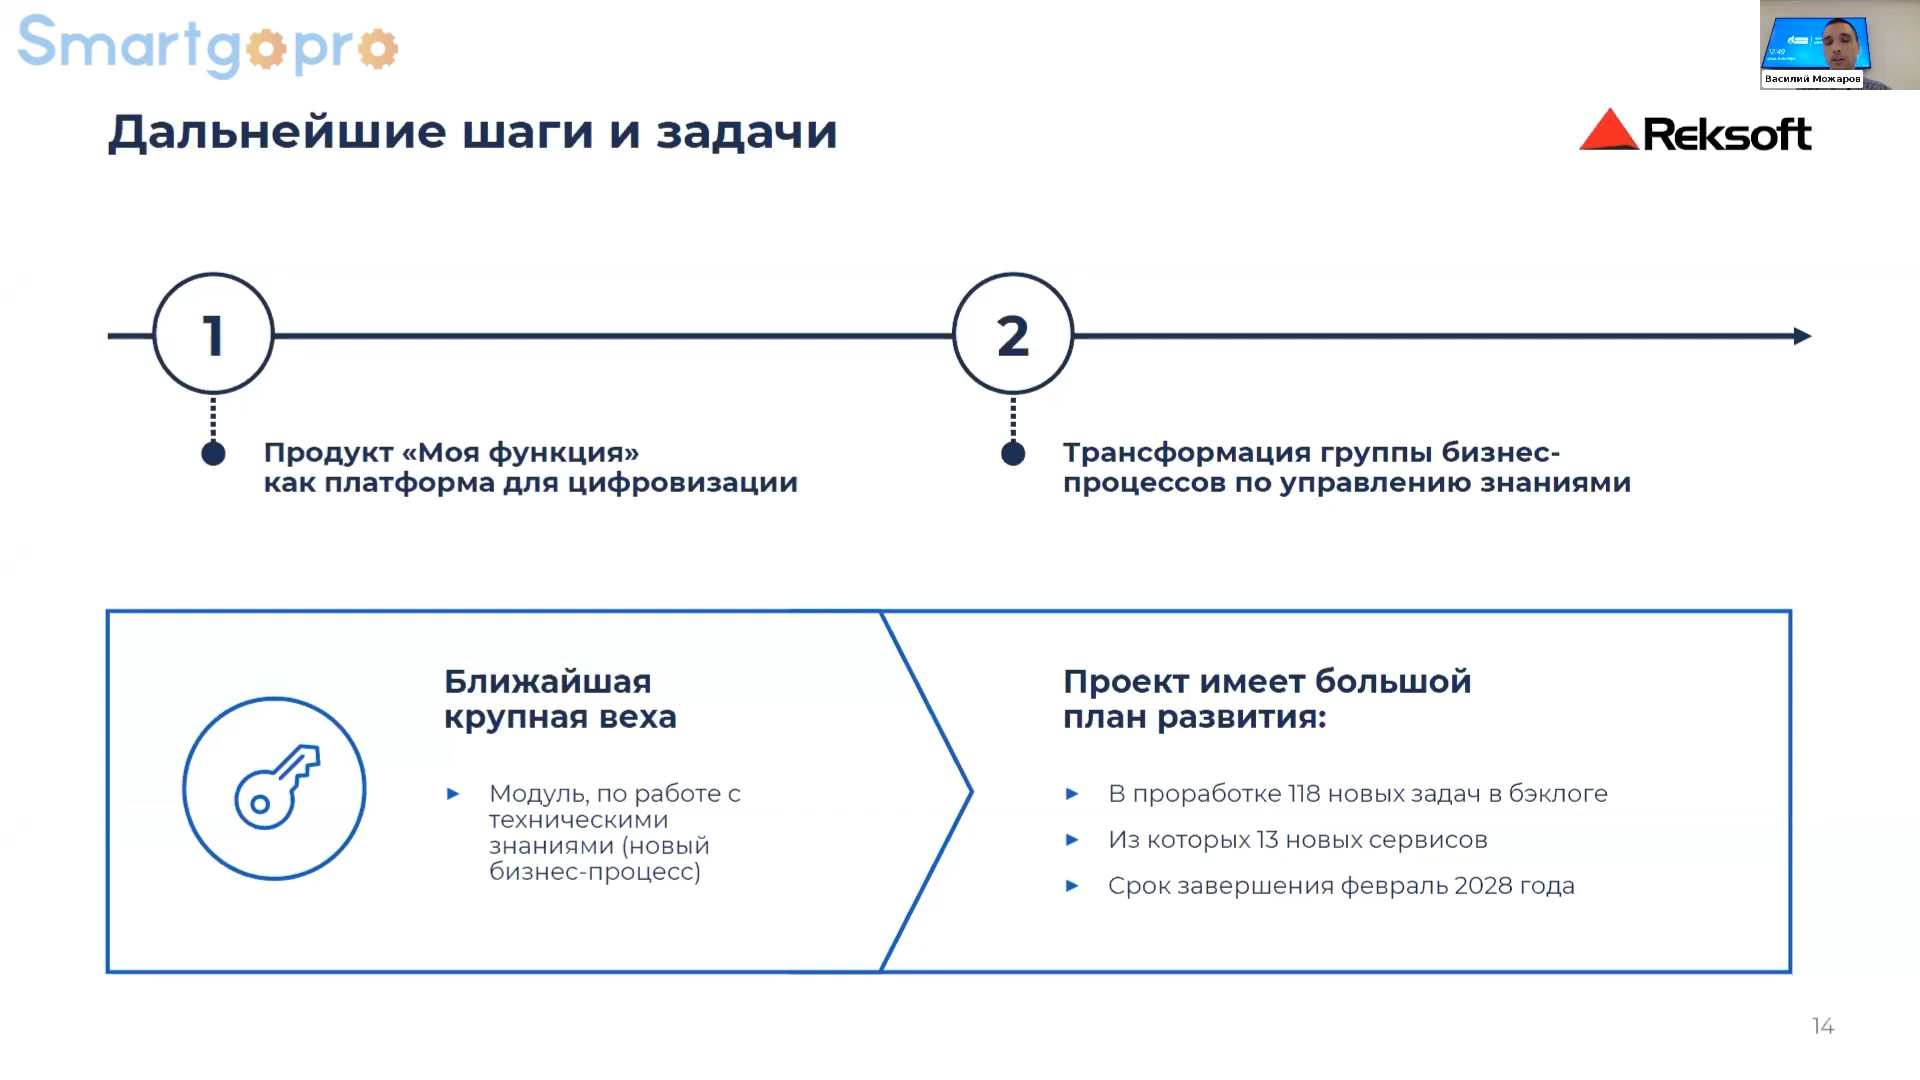 Smartgopro
Василий Можаров
12:49
Дальнейшие шаги и задачи
Reksoft
1
2
Продукт «Моя функция»
как платформа для цифровизации
Трансформация группы бизнес-
процессов по управлению знаниями
Ближайшая
крупная веха
Модуль, по работе с
техническими
знаниями (новый
бизнес-процесс)
Проект имеет большой
план развития:
В проработке 118 новых задач в бэклоге
Из которых 13 новых сервисов
Срок завершения февраль 2028 года
14